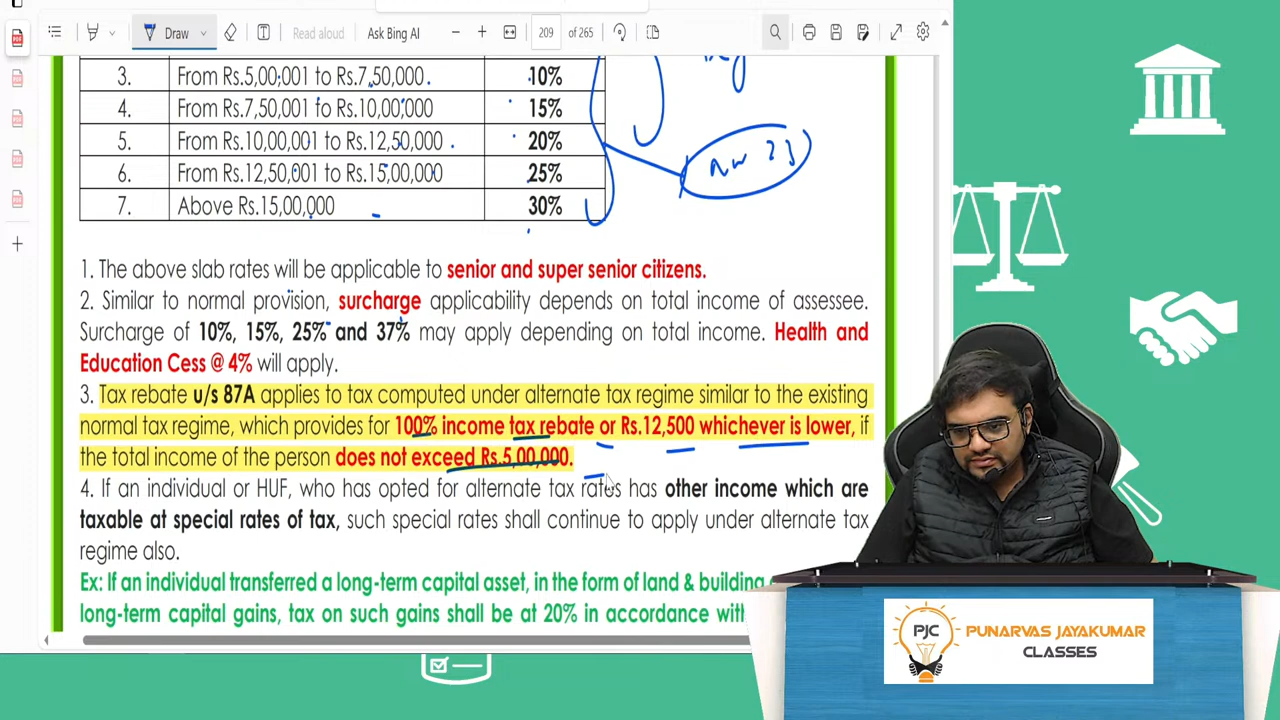 Draw
Read aloud
Ask Bing AI
209
of 265
3. From Rs.5,00,001 to Rs.7,50,000 10%
4. From Rs.7,50,001 to Rs.10,00,000 15%
5. From Rs.10,00,001 to Rs.12,50,000 20%
6. From Rs.12,50,001 to Rs.15,00,000 25%
7. Above Rs.15,00,000 30%
1. The above slab rates will be applicable to senior and super senior citizens.
2. Similar to normal provision, surcharge applicability depends on total income of assessee.
Surcharge of 10%, 15%, 25% and 37% may apply depending on total income. Health and
Education Cess @ 4% will apply.
3. Tax rebate u/s 87A applies to tax computed under alternate tax regime similar to the existing
normal tax regime, which provides for 100% income tax rebate or Rs.12,500 whichever is lower, if
the total income of the person does not exceed Rs.5,00,000.
4. If an individual or HUF, who has opted for alternate tax rates has other income which are
taxable at special rates of tax, such special rates shall continue to apply under alternate tax
regime also.
Ex: If an individual transferred a long-term capital asset, in the form of land & building
long-term capital gains, tax on such gains shall be at 20% in accordance with
PJC
PUNARVAS JAYAKUMAR
CLASSES